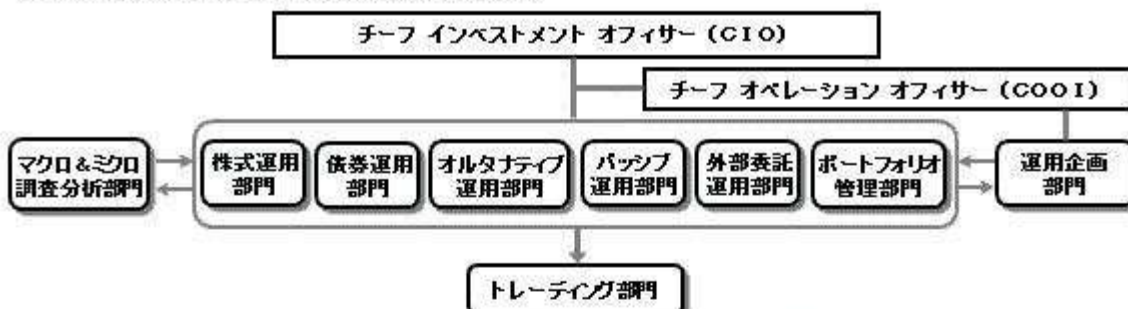 チーフ インベストメント オフィサー (CIO)
チーフ オペレーション オフィサー (COOI)
マクロ&ミクロ
調査分析部門
株式運用
部門
債券運用
部門
オルタナティブ
運用部門
パッシブ
運用部門
外部委託
運用部門
ポートフォリオ
管理部門
運用企画
部門
トレーディング部門